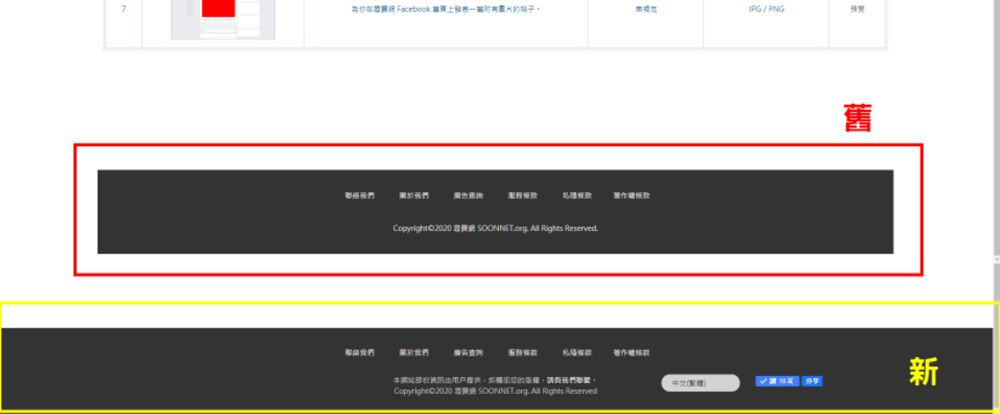 7 為你在尋寶網 Facebook 專頁上發表一篇附有圖片的帖子。 無規定 JPG / PNG 預覽
舊
聯絡我們 關於我們 廣告查詢 服務條款 私隱條款 著作權條款
Copyright©2020 尋寶網 SOONNET.org. All Rights Reserved.
聯絡我們 關於我們 廣告查詢 服務條款 私隱條款 著作權條款
新
本網站部份資訊由用戶提供,如觸犯您的版權,請與我們聯繫。
Copyright©2020 尋寶網 SOONNET.org. All Rights Reserved
中文(繁體)
讚 10萬 分享